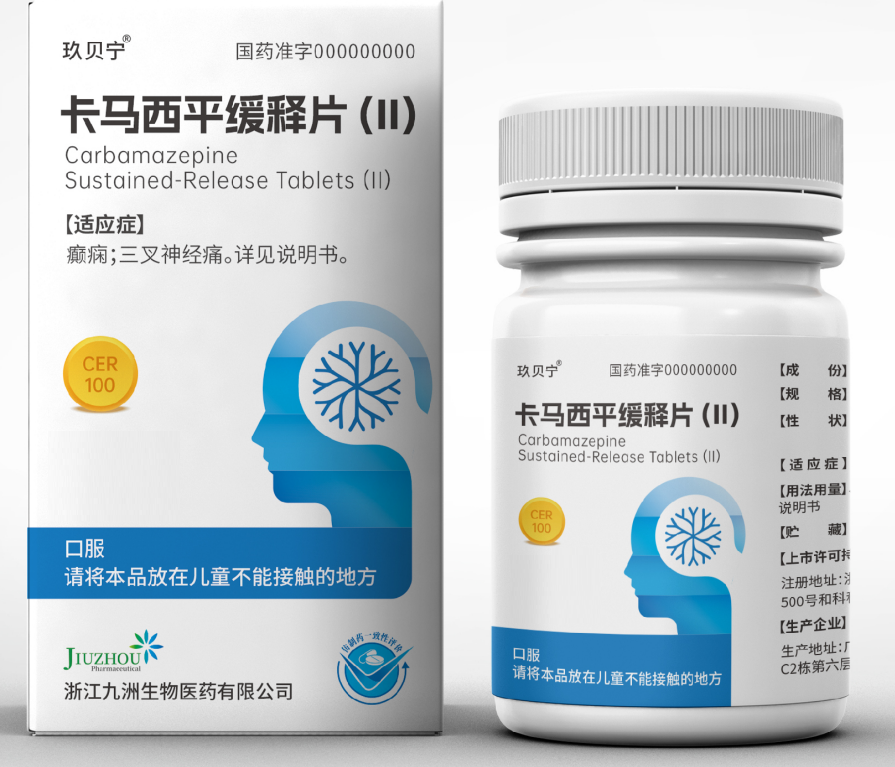 玖贝宁®
国药准字000000000
卡马西平缓释片(II)
Carbamazepine
Sustained-Release Tablets (II)
【适应症】
癫痫;三叉神经痛。详见说明书。
CER
100
口服
请将本品放在儿童不能接触的地方
JIUZHOU
Pharmaceutical
仿制药一致性评价
浙江九洲生物医药有限公司
玖贝宁®
国药准字000000000
卡马西平缓释片(II)
Carbamazepine
Sustained-Release Tablets (II)
CER
100
口服
请将本品放在儿童不能接触的地方
【成 份】
【规 格】
【性 状】
【适应症】
【用法用量】
说明书
【贮 藏】
【上市许可持
注册地址:浙
500号和科利
【生产企业】
生产地址:厂
C2栋第六层